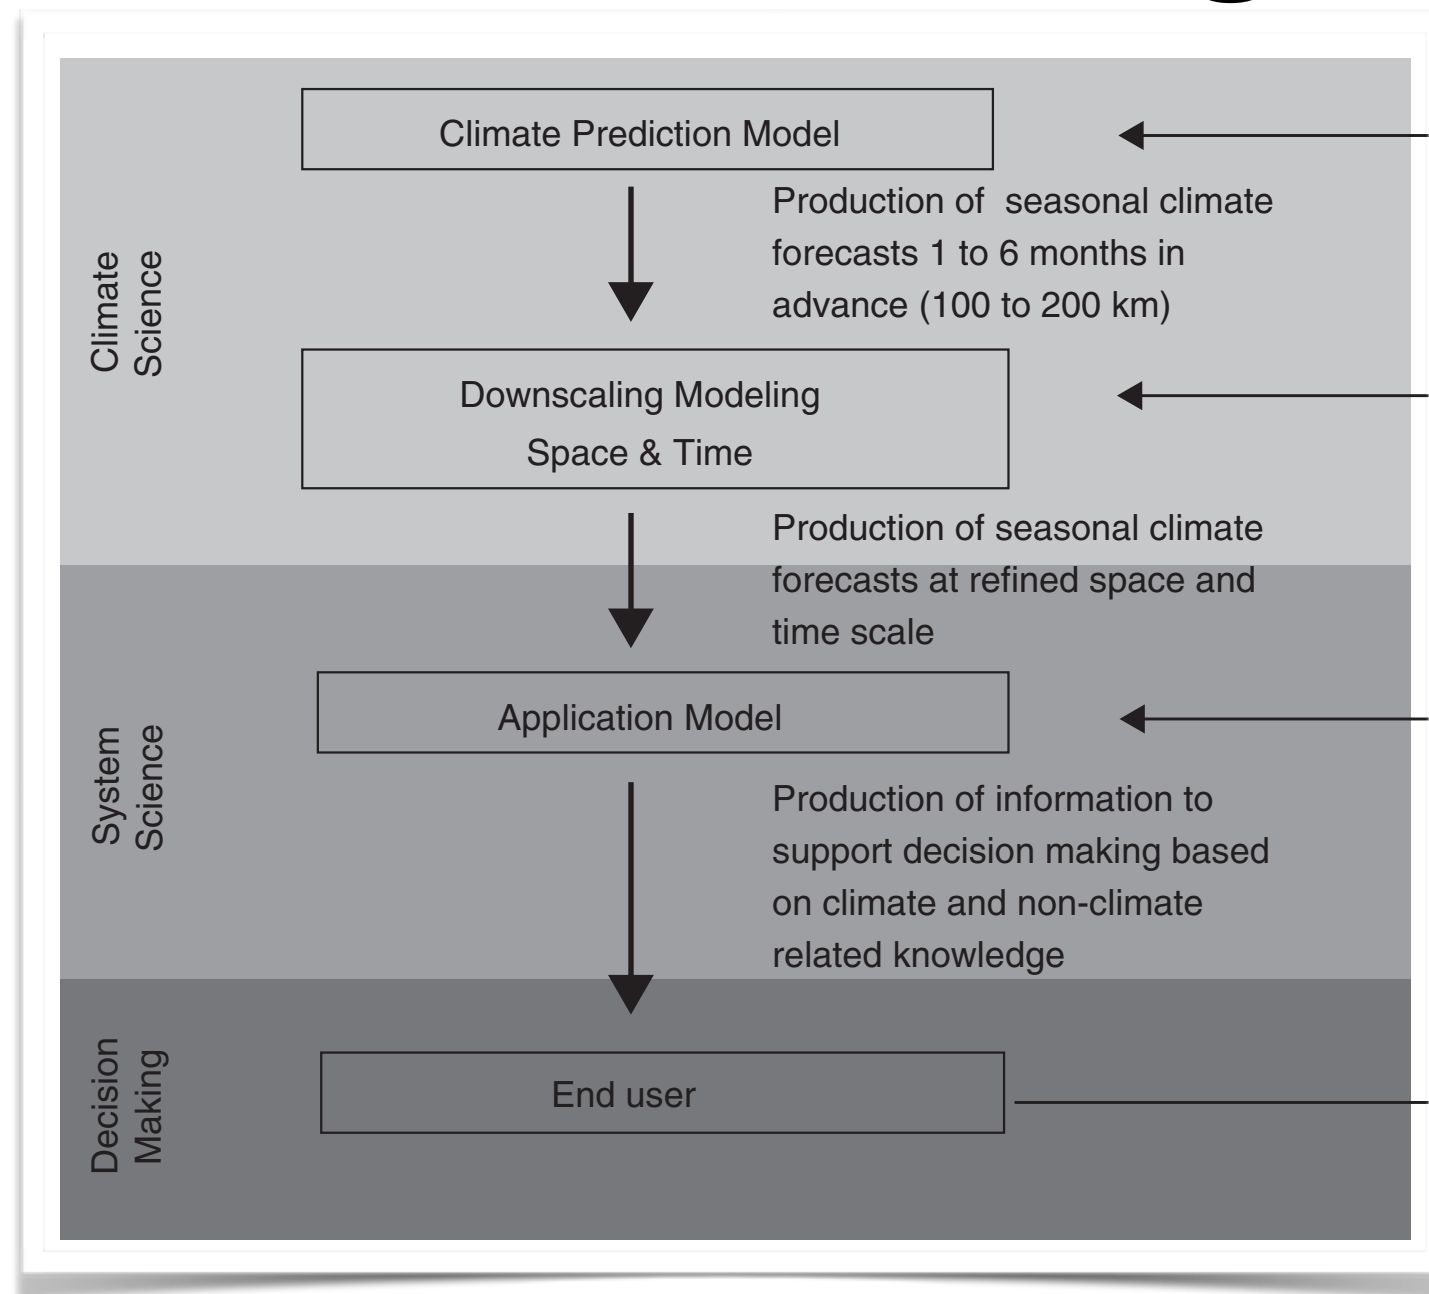 Climate Prediction Model
Production of seasonal climate
forecasts 1 to 6 months in
advance (100 to 200 km)
Climate
Science
Downscaling Modeling
Space & Time
Production of seasonal climate
forecasts at refined space and
time scale
Application Model
System
Science
Production of information to
support decision making based
on climate and non-climate
related knowledge
Decision
Making
End user